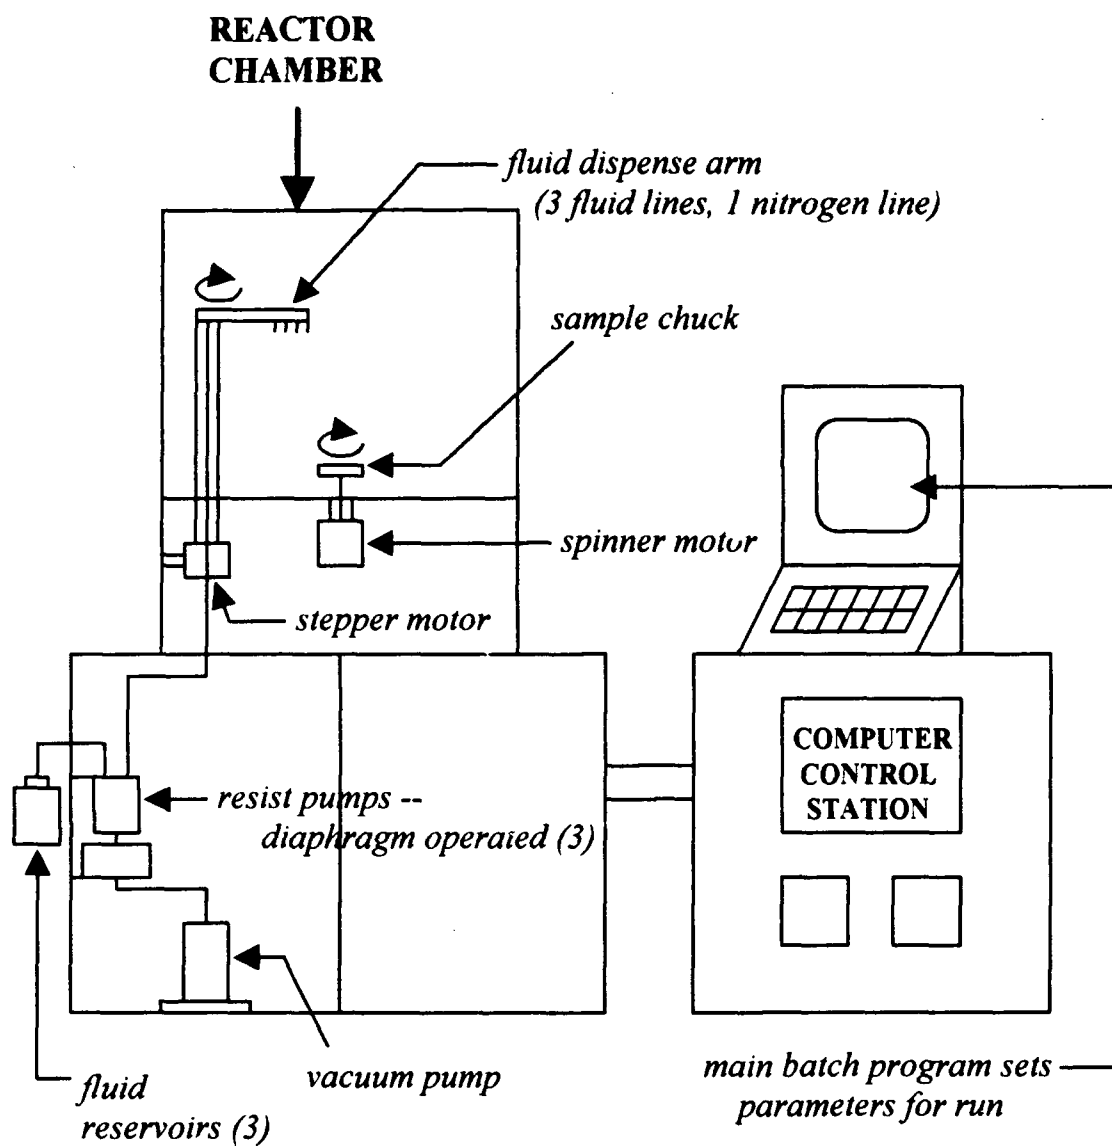 REACTOR
CHAMBER
fluid dispense arm
(3 fluid lines, 1 nitrogen line)
sample chuck
spinner motor
stepper motor
COMPUTER
CONTROL
STATION
resist pumps --
diaphragm operated (3)
vacuum pump
fluid
reservoirs (3)
main batch program sets
parameters for run